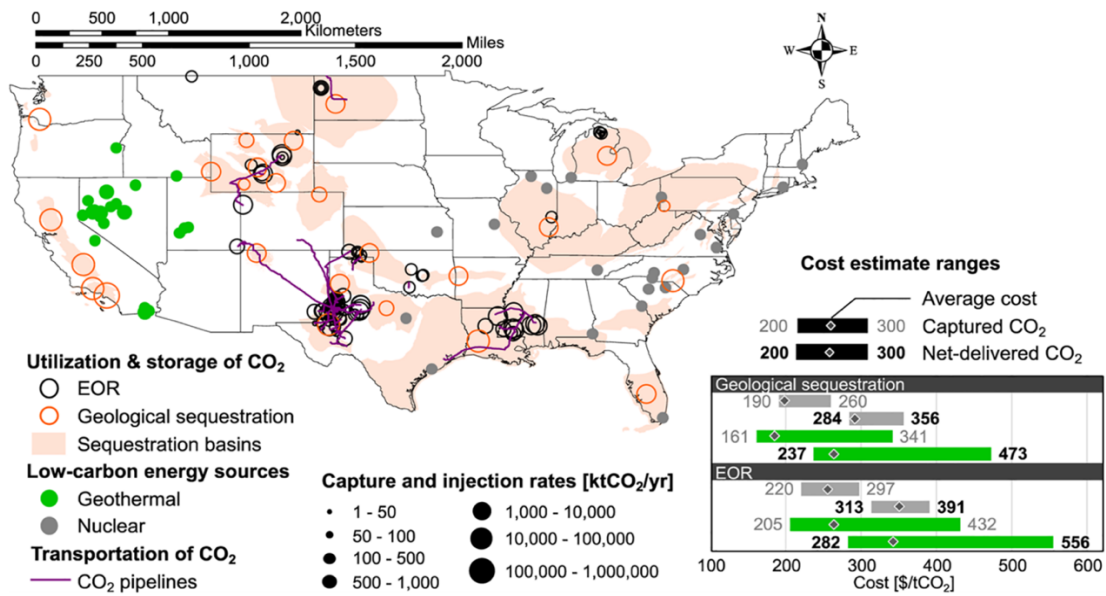 0 500 1,000 2,000
Kilometers
Miles
0 250 500 1,000 1,500 2,000
N
W E
S
Utilization & storage of CO₂
EOR
Geological sequestration
Sequestration basins
Low-carbon energy sources
Geothermal
Nuclear
Transportation of CO₂
CO₂ pipelines
Capture and injection rates [ktCO₂/yr]
1 - 50
50 - 100
100 - 500
500 - 1,000
1,000 - 10,000
10,000 - 100,000
100,000 - 1,000,000
Cost estimate ranges
Average cost
200 300 Captured CO₂
200 300 Net-delivered CO₂
Geological sequestration
190 260
284 356
161 341
237 473
EOR
220 297
313 391
205 432
282 556
100 200 300 400 500 600
Cost [$/tCO₂]